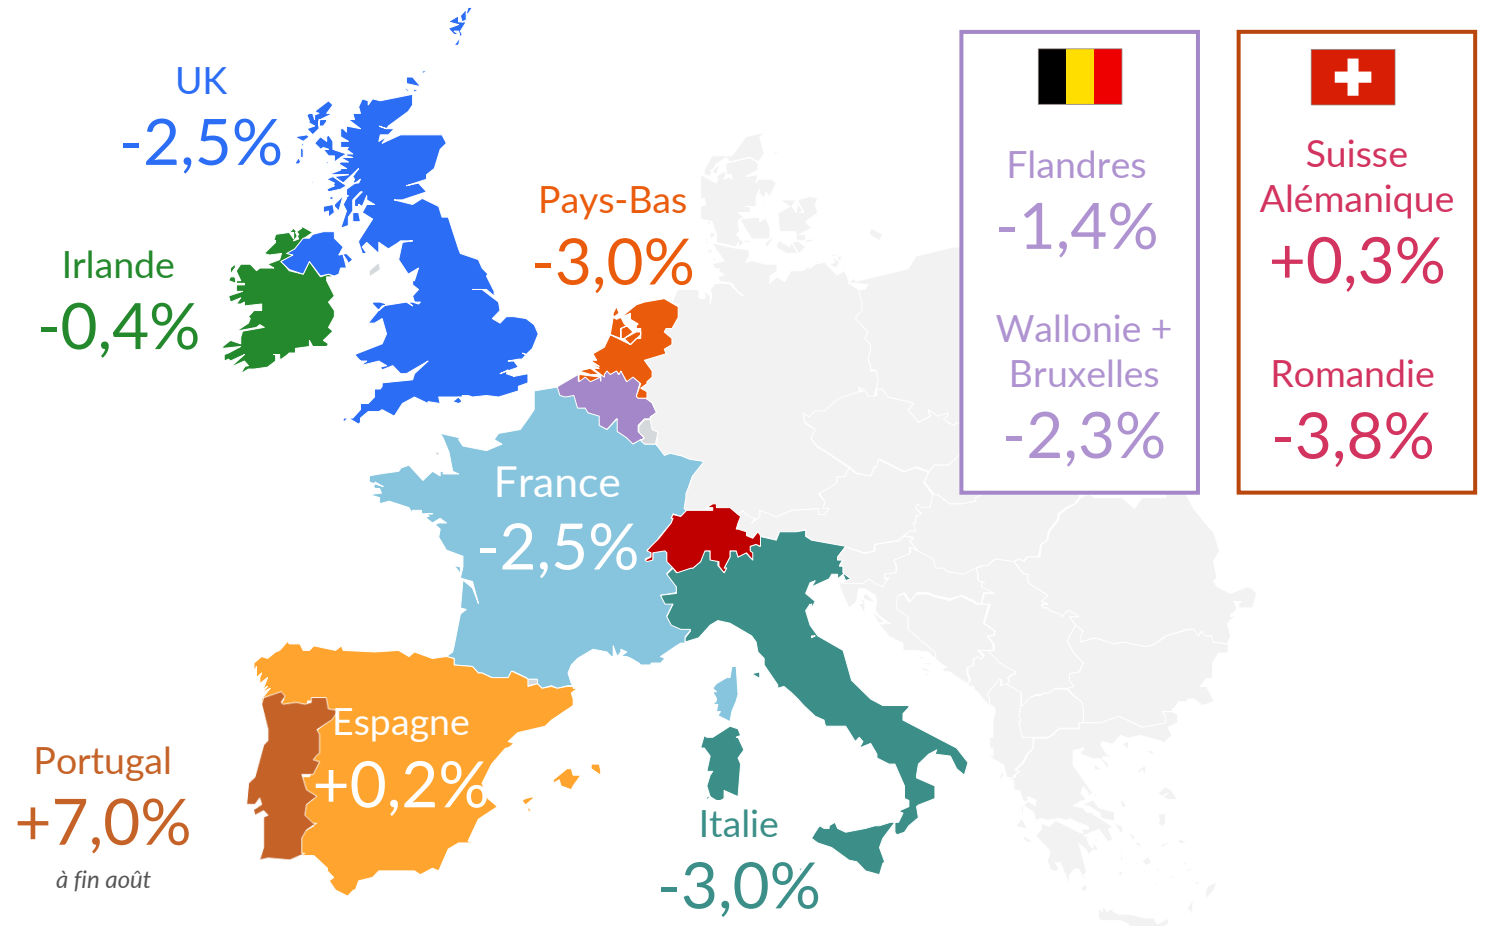 UK
-2,5%
Irlande
-0,4%
Pays-Bas
-3,0%
France
-2,5%
Espagne
+0,2%
Portugal
+7,0%
à fin août
Italie
-3,0%
Flandres
-1,4%
Wallonie +
Bruxelles
-2,3%
Suisse
Alémanique
+0,3%
Romandie
-3,8%